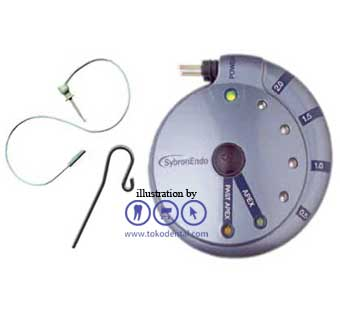 POWER
2.0
1.5
1.0
0.5
SybronEndo
APEX
PAST APEX
illustration by
www.tokodental.com